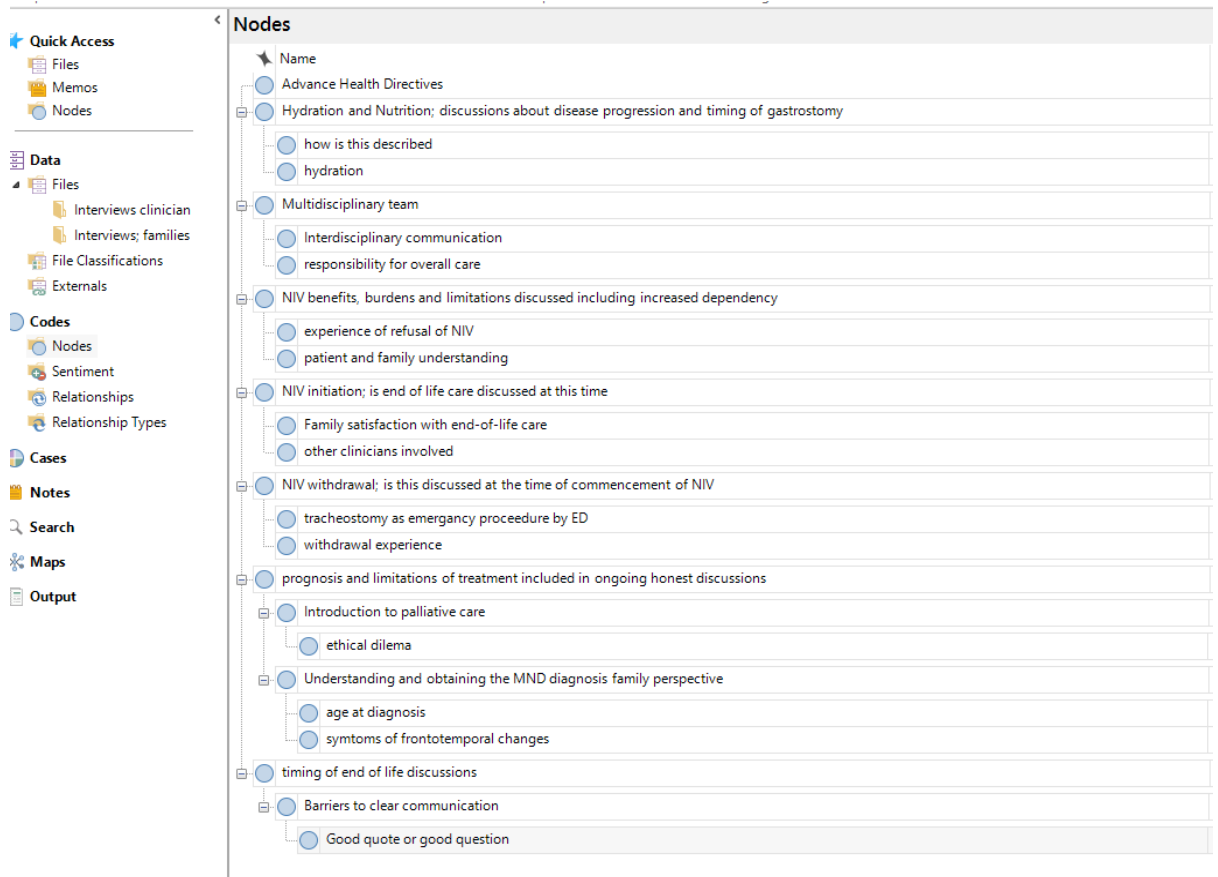 Quick Access
Files
Memos
Nodes
Data
Files
Interviews clinician
Interviews; families
File Classifications
Externals
Codes
Nodes
Sentiment
Relationships
Relationship Types
Cases
Notes
Search
Maps
Output
Nodes
Name
Advance Health Directives
Hydration and Nutrition; discussions about disease progression and timing of gastrostomy
how is this described
hydration
Multidisciplinary team
Interdisciplinary communication
responsibility for overall care
NIV benefits, burdens and limitations discussed including increased dependency
experience of refusal of NIV
patient and family understanding
NIV initiation; is end of life care discussed at this time
Family satisfaction with end-of-life care
other clinicians involved
NIV withdrawal; is this discussed at the time of commencement of NIV
tracheostomy as emergancy proceedure by ED
withdrawal experience
prognosis and limitations of treatment included in ongoing honest discussions
Introduction to palliative care
ethical dilema
Understanding and obtaining the MND diagnosis family perspective
age at diagnosis
symtoms of frontotemporal changes
timing of end of life discussions
Barriers to clear communication
Good quote or good question